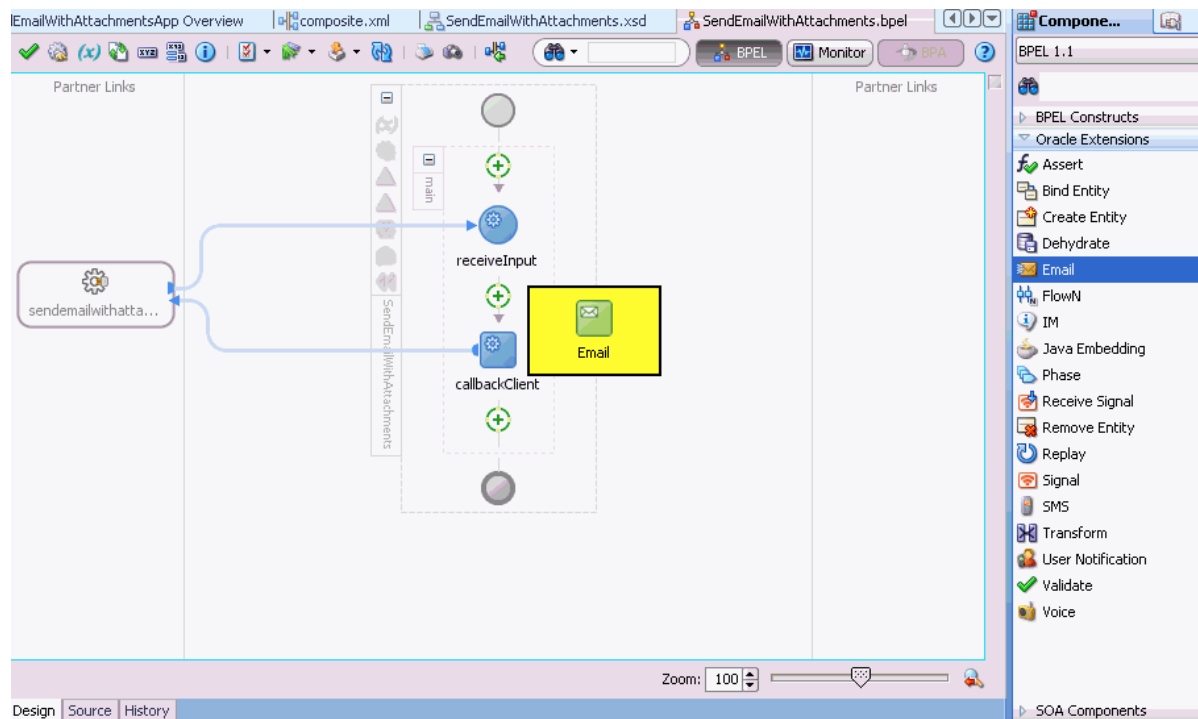 lEmailWithAttachmentsApp Overview
composite.xml
SendEmailWithAttachments.xsd
SendEmailWithAttachments.bpel
BPEL
Monitor
BPA
Partner Links
Partner Links
main
receiveInput
sendemailwithatta...
SendEmailWithAttachments
Email
callbackClient
Zoom: 100
Design Source History
Compone...
BPEL 1.1
BPEL Constructs
Oracle Extensions
Assert
Bind Entity
Create Entity
Dehydrate
Email
FlowN
IM
Java Embedding
Phase
Receive Signal
Remove Entity
Replay
Signal
SMS
Transform
User Notification
Validate
Voice
SOA Components